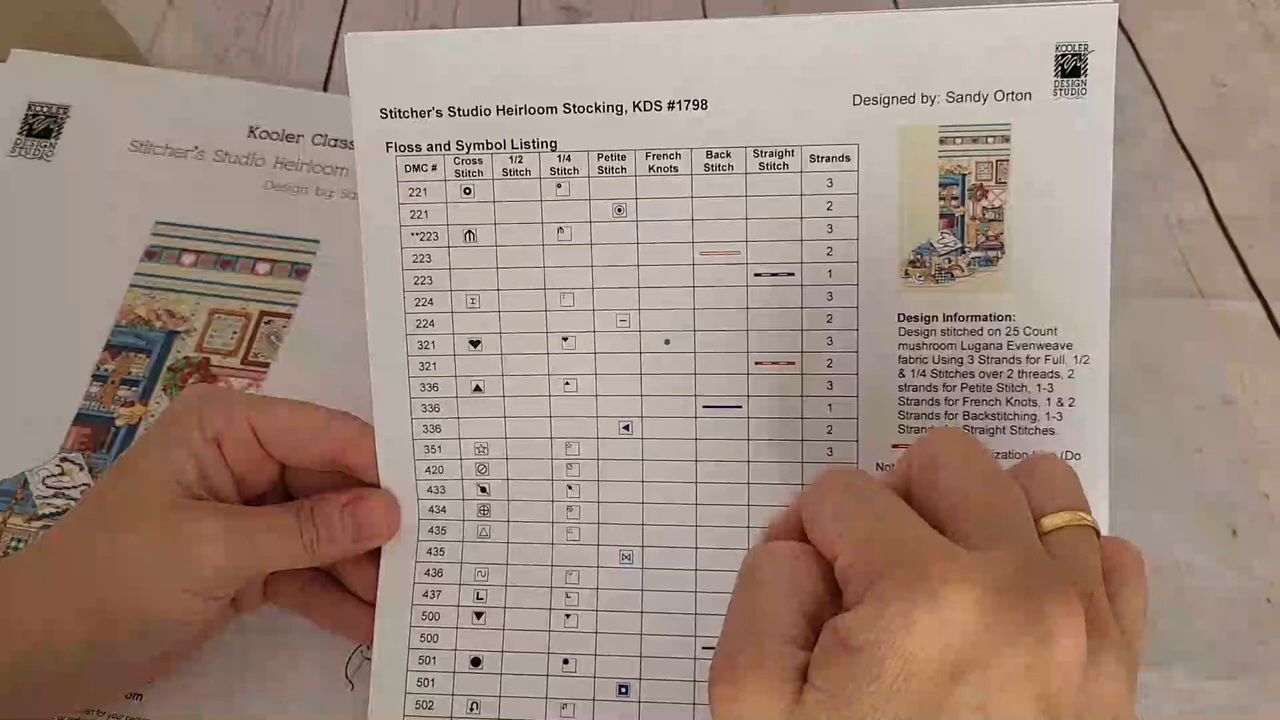 KOOLER
DESIGN
STUDIO
Kooler Class
Stitcher's Studio Heirloom
Design by: Sa
KOOLER
DESIGN
STUDIO
Stitcher's Studio Heirloom Stocking, KDS #1798
Designed by: Sandy Orton
Floss and Symbol Listing
DMC # Cross Stitch 1/2 Stitch 1/4 Stitch Petite Stitch French Knots Back Stitch Straight Stitch Strands
221 3
221 2
**223 3
223 2
223 1
224 3
224 2
321 3
321 2
336 3
336 1
336 2
351 3
420
433
434
435
435
436
437
500
500
501
501
502
Design Information:
Design stitched on 25 Count
mushroom Lugana Evenweave
fabric Using 3 Strands for Full, 1/2
& 1/4 Stitches over 2 threads, 2
strands for Petite Stitch, 1-3
Strands for French Knots, 1 & 2
Strands for Backstitching, 1-3
Straight Stitches.
(Do